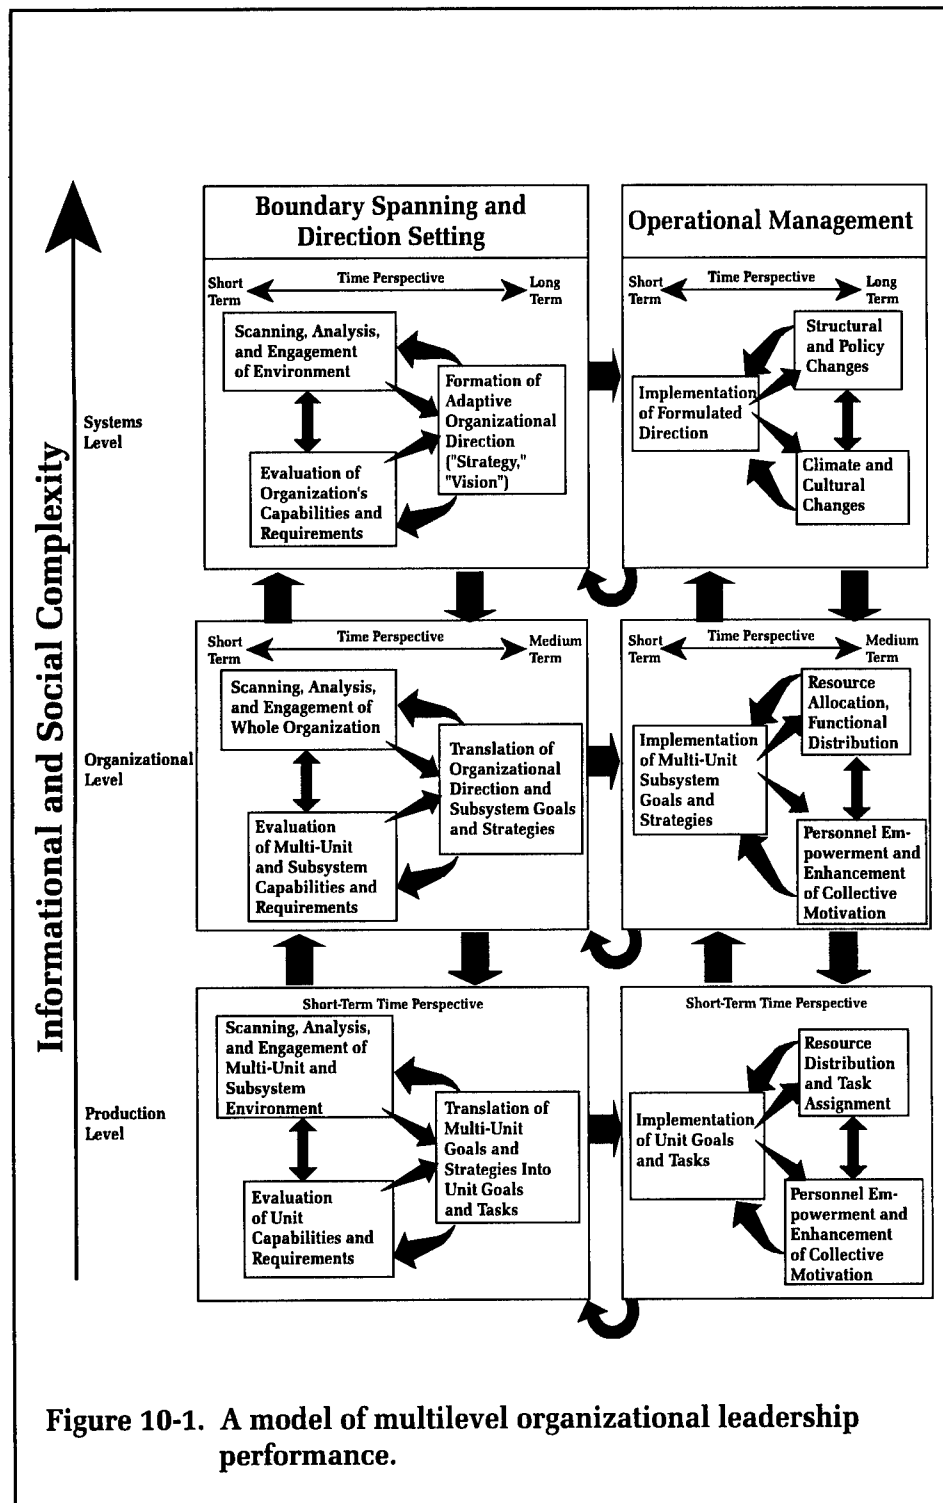 Informational and Social Complexity
Boundary Spanning and
Direction Setting
Operational Management
Systems
Level
Short
Term
Time Perspective
Long
Term
Scanning, Analysis,
and Engagement
of Environment
Formation of
Adaptive
Organizational
Direction
("Strategy,"
"Vision")
Evaluation of
Organization's
Capabilities and
Requirements
Short
Term
Time Perspective
Long
Term
Structural
and Policy
Changes
Implementation
of Formulated
Direction
Climate and
Cultural
Changes
Organizational
Level
Short
Term
Time Perspective
Medium
Term
Scanning, Analysis,
and Engagement of
Whole Organization
Translation of
Organizational
Direction and
Subsystem Goals
and Strategies
Evaluation
of Multi-Unit
and Subsystem
Capabilities and
Requirements
Short
Term
Time Perspective
Medium
Term
Resource
Allocation,
Functional
Distribution
Implementation
of Multi-Unit
Subsystem
Goals and
Strategies
Personnel Em-
powerment and
Enhancement
of Collective
Motivation
Production
Level
Short-Term Time Perspective
Scanning, Analysis,
and Engagement of
Multi-Unit and
Subsystem
Environment
Translation of
Multi-Unit
Goals and
Strategies Into
Unit Goals
and Tasks
Evaluation
of Unit
Capabilities and
Requirements
Short-Term Time Perspective
Resource
Distribution
and Task
Assignment
Implementation
of Unit Goals
and Tasks
Personnel Em-
powerment and
Enhancement
of Collective
Motivation
Figure 10-1. A model of multilevel organizational leadership
performance.